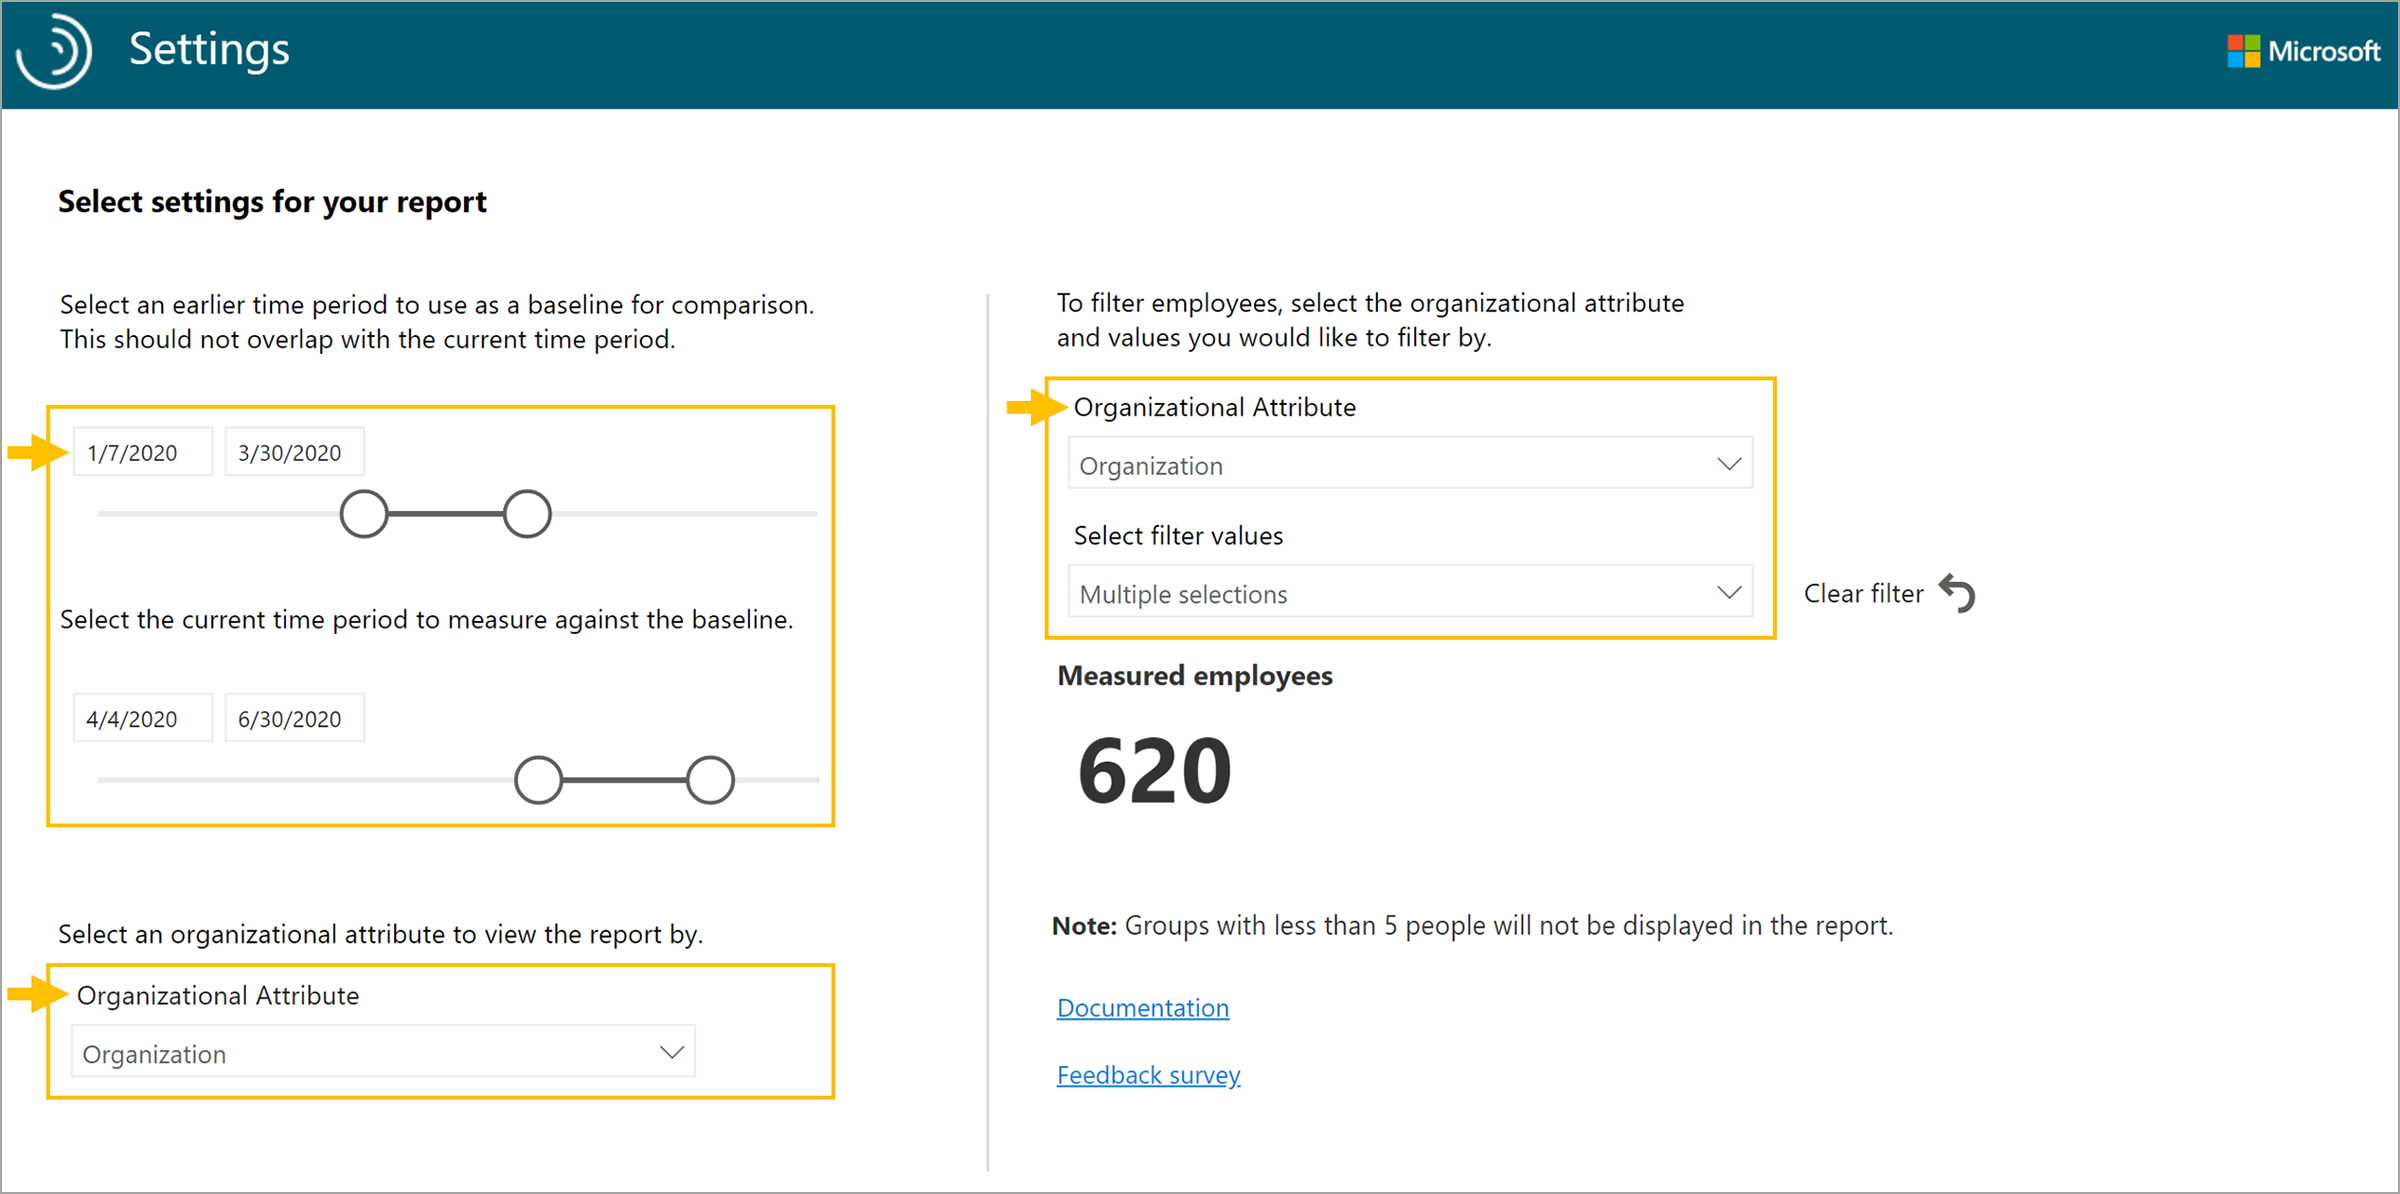 Settings
Microsoft
Select settings for your report
Select an earlier time period to use as a baseline for comparison.
This should not overlap with the current time period.
1/7/2020 3/30/2020
Select the current time period to measure against the baseline.
4/4/2020 6/30/2020
Select an organizational attribute to view the report by.
Organizational Attribute
Organization
To filter employees, select the organizational attribute
and values you would like to filter by.
Organizational Attribute
Organization
Select filter values
Multiple selections
Clear filter
Measured employees
620
Note: Groups with less than 5 people will not be displayed in the report.
Documentation
Feedback survey